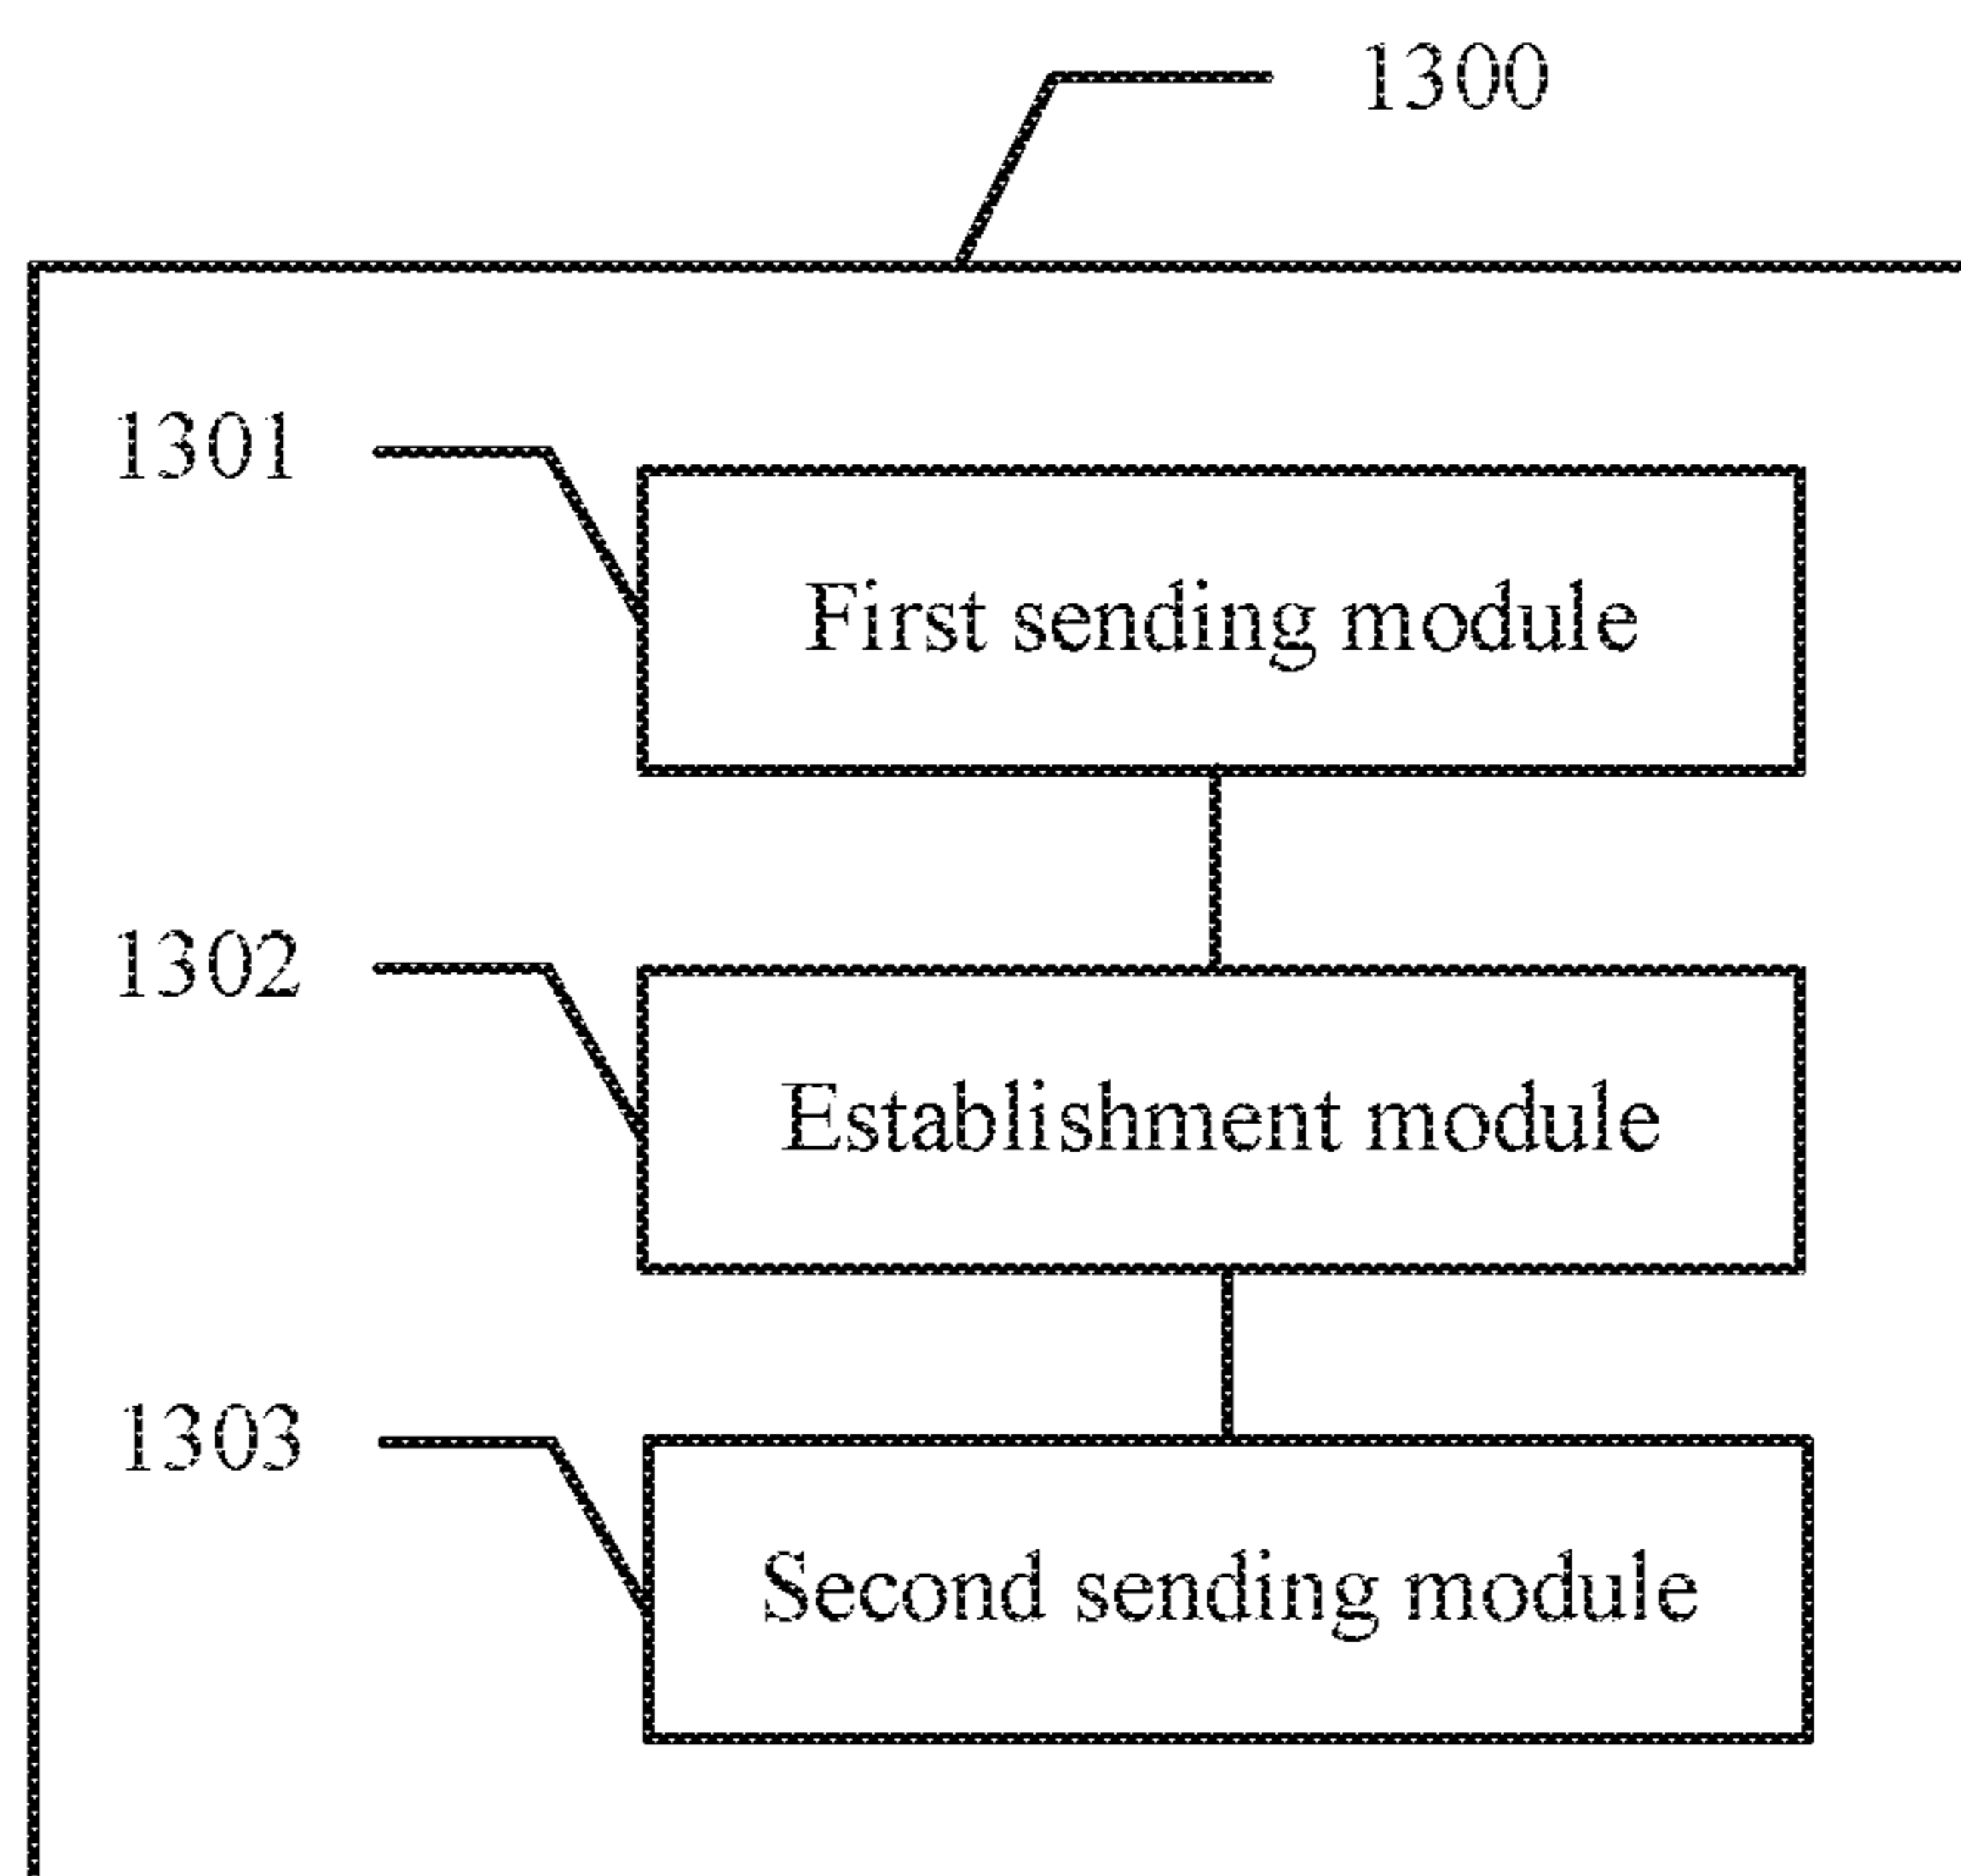 1300
1301
First sending module
1302
Establishment module
1303
Second sending module